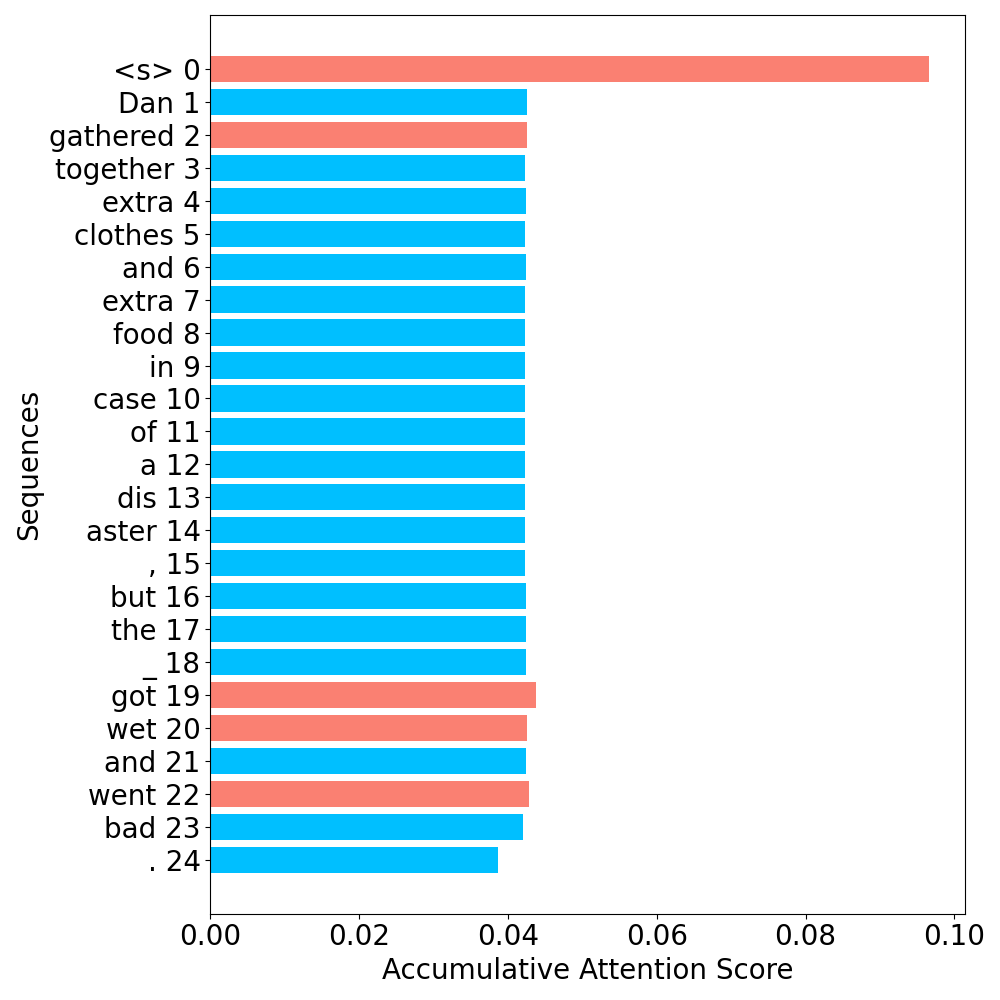 <s> 0
Dan 1
gathered 2
together 3
extra 4
clothes 5
and 6
extra 7
food 8
in 9
case 10
of 11
a 12
dis 13
aster 14
, 15
but 16
the 17
_ 18
got 19
wet 20
and 21
went 22
bad 23
. 24
Sequences
0.00 0.02 0.04 0.06 0.08 0.10
Accumulative Attention Score